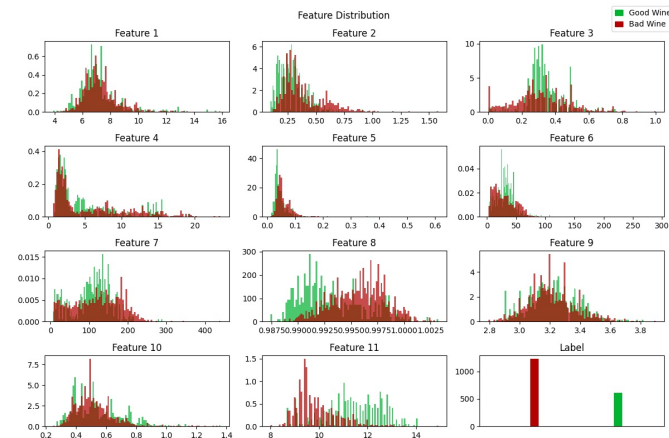 Feature Distribution
Good Wine
Bad Wine
Feature 1
Feature 2
Feature 3
0.6
0.4
0.2
0.0
4 6 8 10 12 14 16
6
4
2
0
0.25 0.50 0.75 1.00 1.25 1.50
10
5
0
0.0 0.2 0.4 0.6 0.8 1.0
Feature 4
Feature 5
Feature 6
0.4
0.2
0.0
0 5 10 15 20
40
20
0
0.0 0.1 0.2 0.3 0.4 0.5 0.6
0.04
0.02
0.00
0 50 100 150 200 250 300
Feature 7
Feature 8
Feature 9
0.015
0.010
0.005
0.000
0 100 200 300 400
300
200
100
0
0.98750.99000.99250.99500.99751.00001.0025
4
2
0
2.8 3.0 3.2 3.4 3.6 3.8
Feature 10
Feature 11
Label
7.5
5.0
2.5
0.0
0.2 0.4 0.6 0.8 1.0 1.2 1.4
1.5
1.0
0.5
0.0
8 10 12 14
1000
500
0